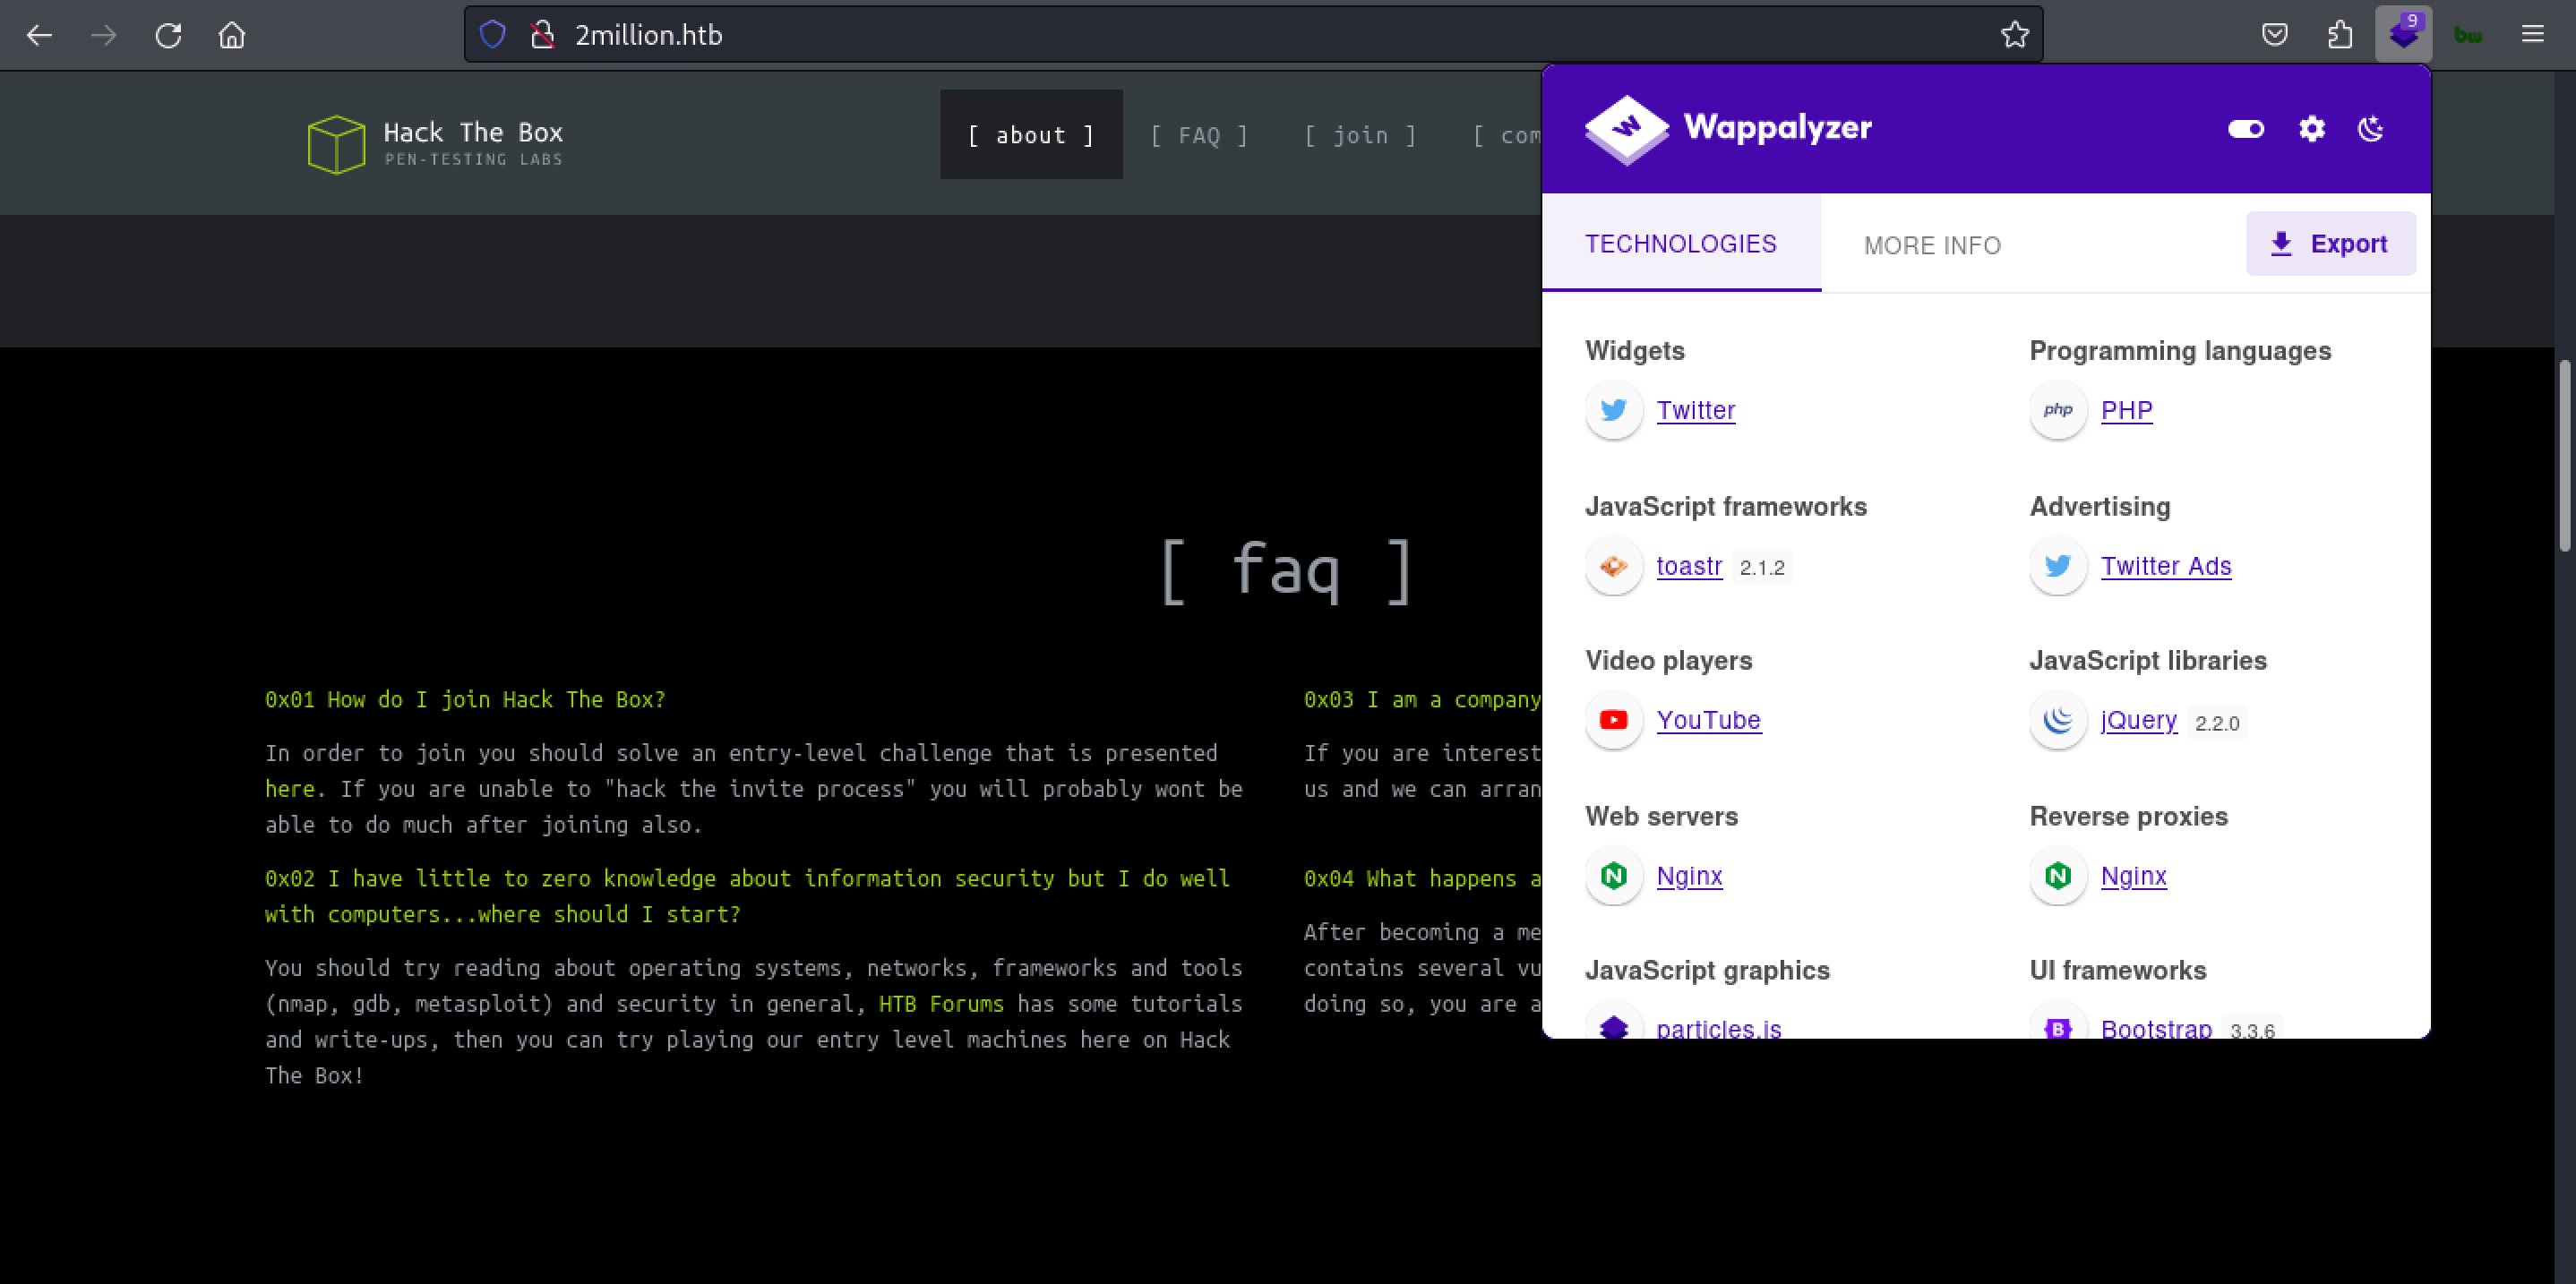 2million.htb
9
bw
Hack The Box
PEN-TESTING LABS
[ about ]
[ FAQ ]
[ join ]
[ com
[ faq ]
0x01 How do I join Hack The Box?
In order to join you should solve an entry-level challenge that is presented
here. If you are unable to "hack the invite process" you will probably wont be
able to do much after joining also.
0x02 I have little to zero knowledge about information security but I do well
with computers...where should I start?
You should try reading about operating systems, networks, frameworks and tools
(nmap, gdb, metasploit) and security in general, HTB Forums has some tutorials
and write-ups, then you can try playing our entry level machines here on Hack
The Box!
0x03 I am a company
If you are interest
us and we can arran
0x04 What happens a
After becoming a me
contains several vu
doing so, you are a
W
Wappalyzer
TECHNOLOGIES
MORE INFO
Export
Widgets
Twitter
Programming languages
php
PHP
JavaScript frameworks
toastr 2.1.2
Advertising
Twitter Ads
Video players
YouTube
JavaScript libraries
jQuery 2.2.0
Web servers
N
Nginx
Reverse proxies
N
Nginx
JavaScript graphics
particles.js
UI frameworks
B
Bootstrap 3.3.6